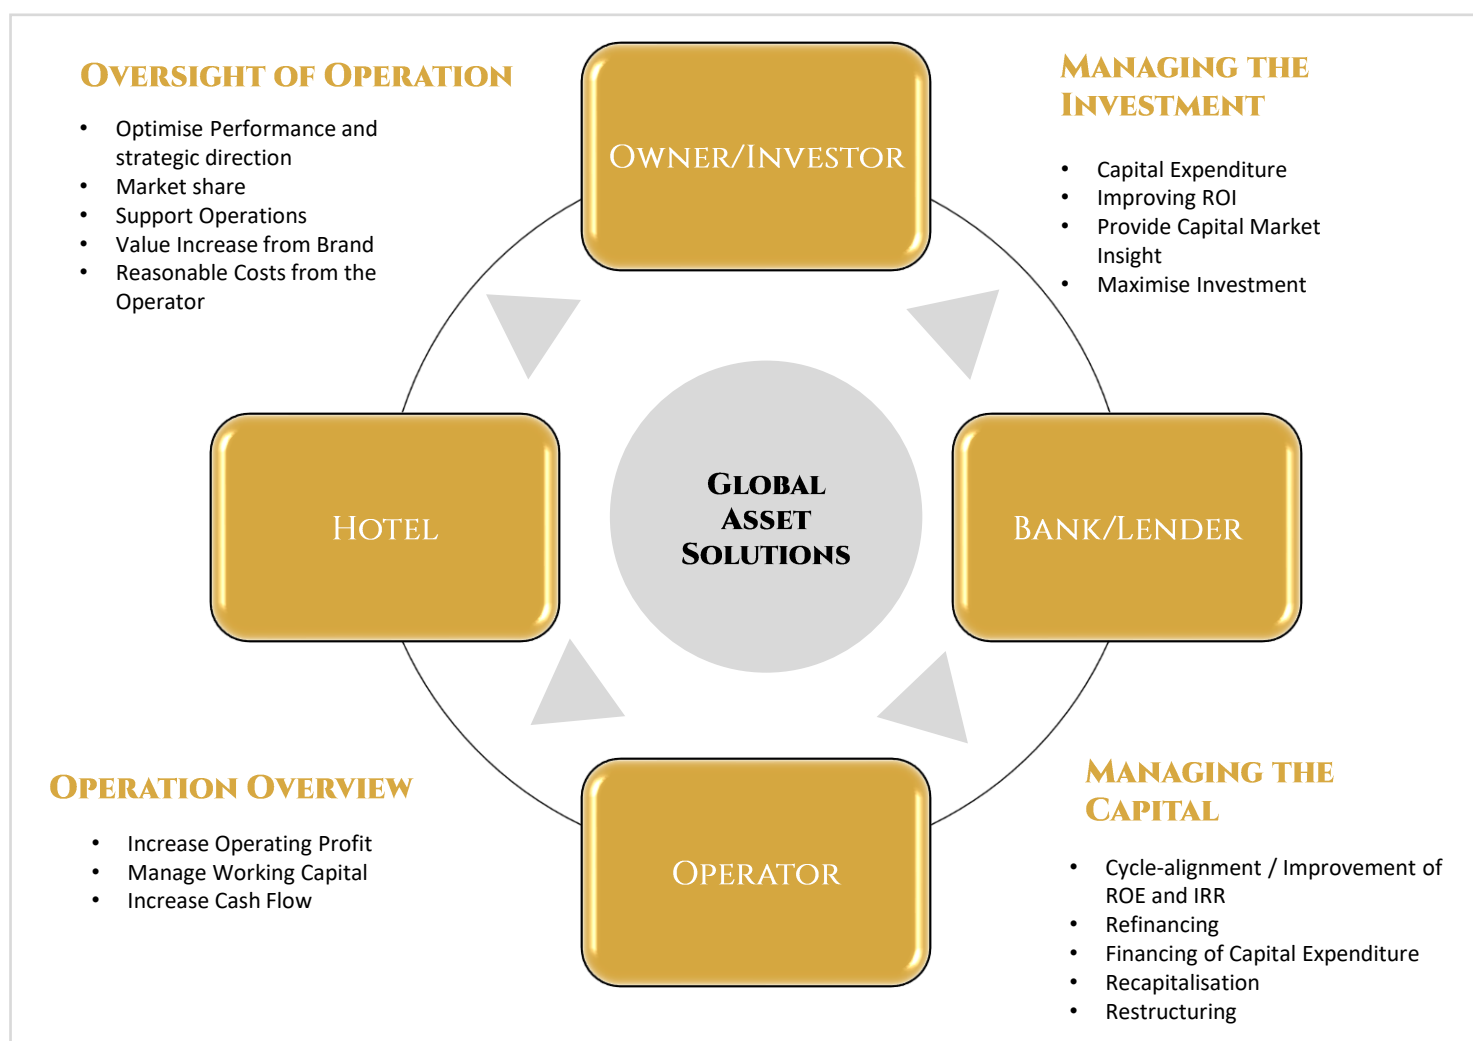 OVERSIGHT OF OPERATION
• Optimise Performance and
strategic direction
• Market share
• Support Operations
• Value Increase from Brand
• Reasonable Costs from the
Operator
OWNER/INVESTOR
MANAGING THE
INVESTMENT
• Capital Expenditure
• Improving ROI
• Provide Capital Market
Insight
• Maximise Investment
HOTEL
GLOBAL
ASSET
SOLUTIONS
BANK/LENDER
OPERATION OVERVIEW
• Increase Operating Profit
• Manage Working Capital
• Increase Cash Flow
OPERATOR
MANAGING THE
CAPITAL
• Cycle-alignment / Improvement of
ROE and IRR
• Refinancing
• Financing of Capital Expenditure
• Recapitalisation
• Restructuring